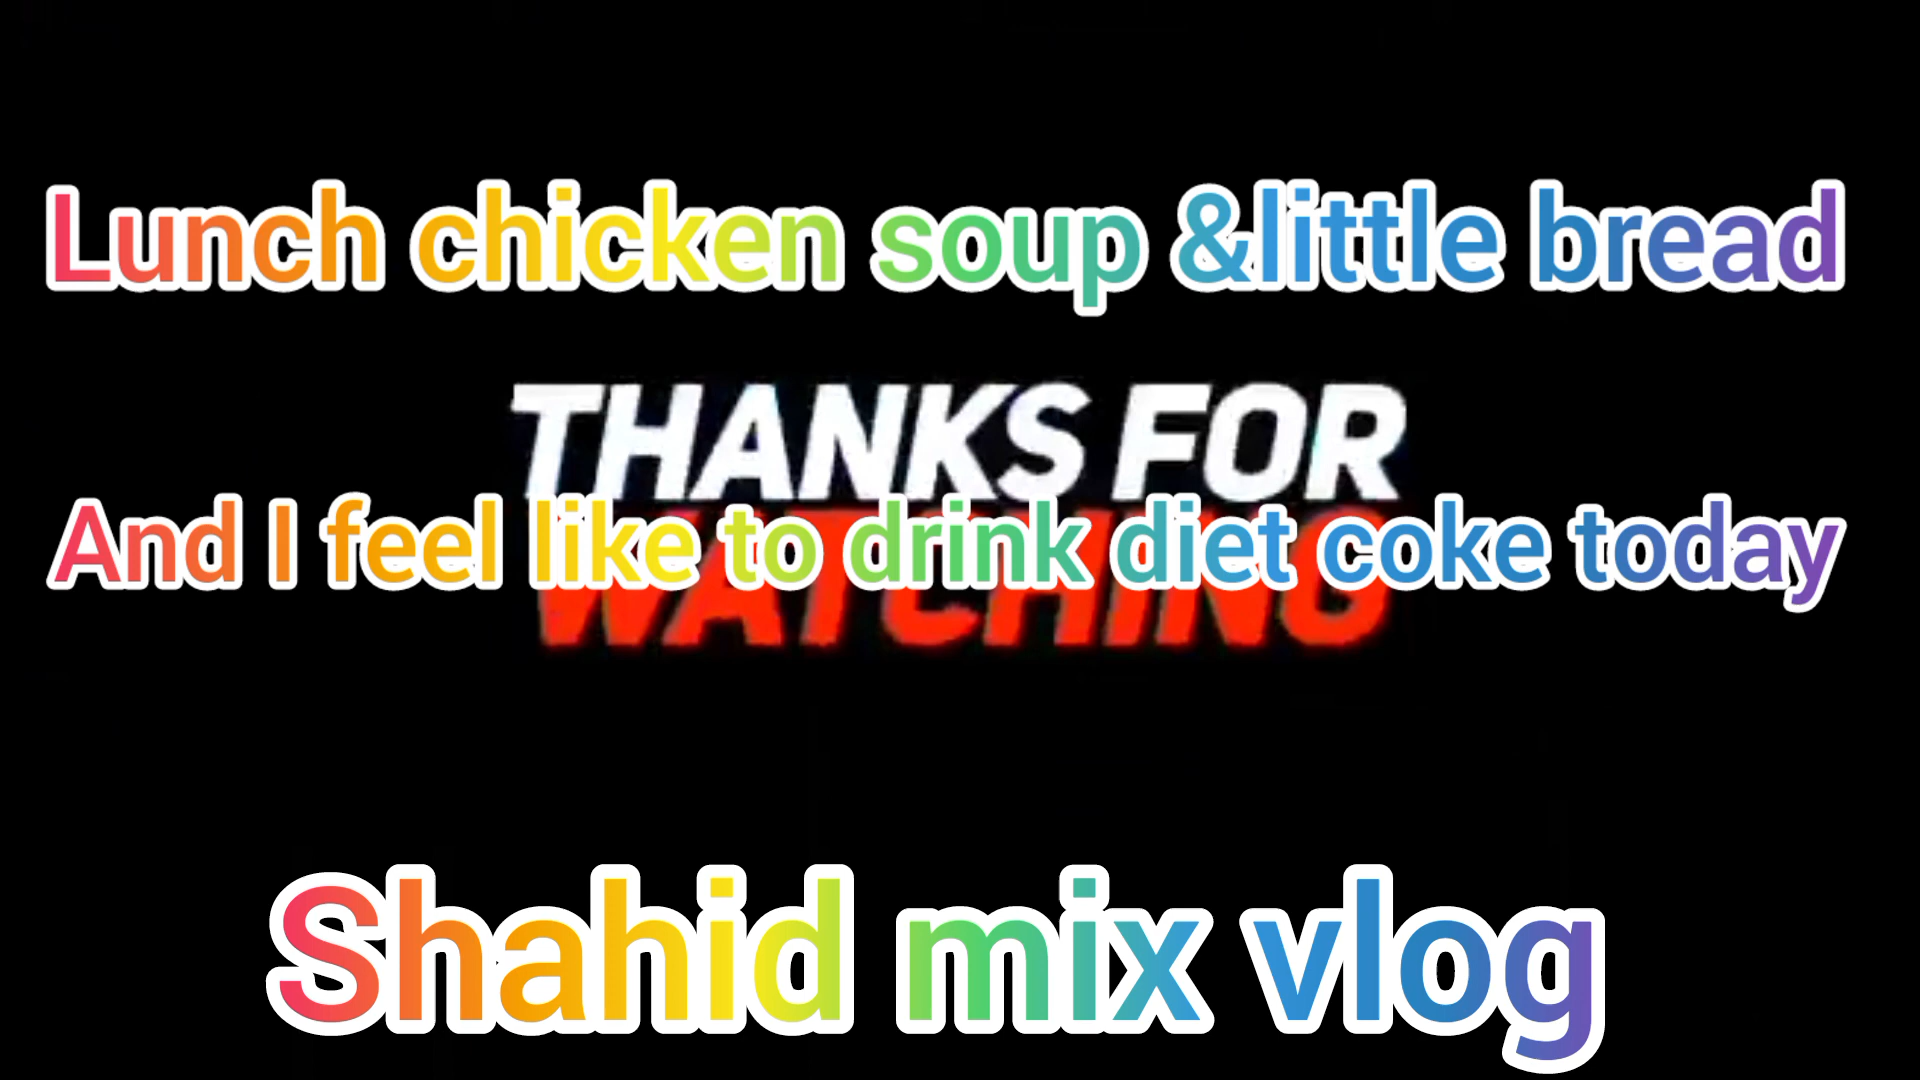 Lunch chicken soup &little bread
THANKS FOR
And I feel like to drink diet coke today
WATCHING
Shahid mix vlog